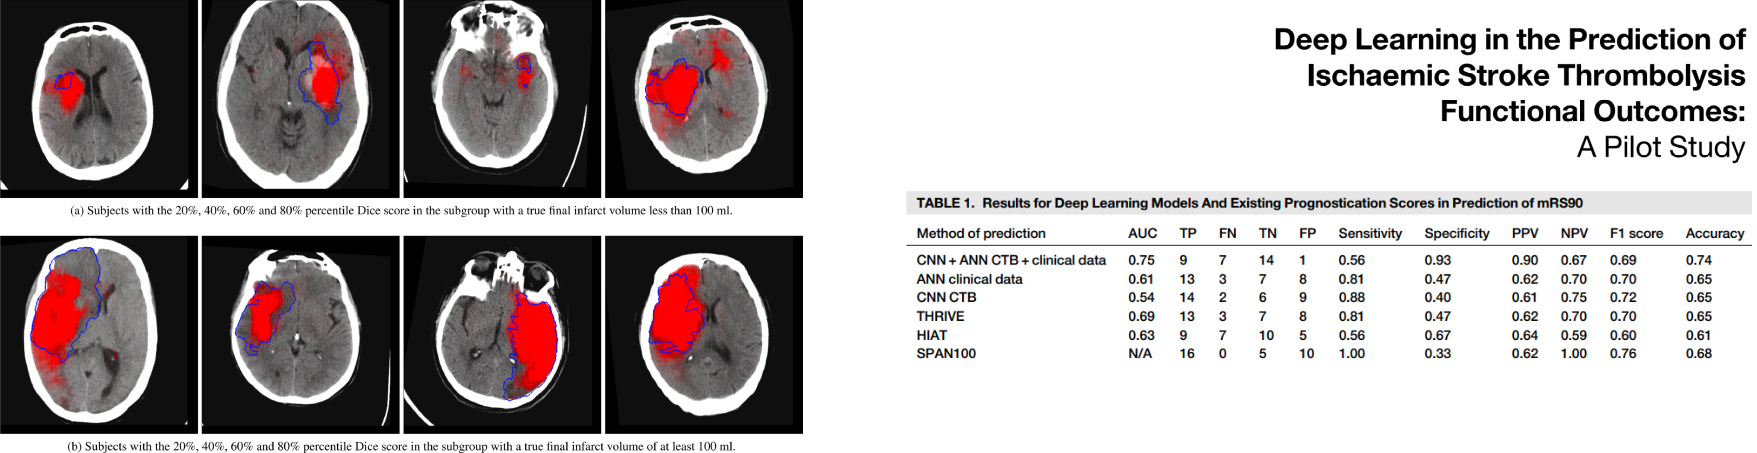 (a) Subjects with the 20%, 40%, 60% and 80% percentile Dice score in the subgroup with a true final infarct volume less than 100 ml.
(b) Subjects with the 20%, 40%, 60% and 80% percentile Dice score in the subgroup with a true final infarct volume of at least 100 ml.
Deep Learning in the Prediction of
Ischaemic Stroke Thrombolysis
Functional Outcomes:
A Pilot Study
TABLE 1. Results for Deep Learning Models And Existing Prognostication Scores in Prediction of mRS90
Method of prediction AUC TP FN TN FP Sensitivity Specificity PPV NPV F1 score Accuracy
CNN + ANN CTB + clinical data 0.75 9 7 14 1 0.56 0.93 0.90 0.67 0.69 0.74
ANN clinical data 0.61 13 3 7 8 0.81 0.47 0.62 0.70 0.70 0.65
CNN CTB 0.54 14 2 6 9 0.88 0.40 0.61 0.75 0.72 0.65
THRIVE 0.69 13 3 7 8 0.81 0.47 0.62 0.70 0.70 0.65
HIAT 0.63 9 7 10 5 0.56 0.67 0.64 0.59 0.60 0.61
SPAN100 N/A 16 0 5 10 1.00 0.33 0.62 1.00 0.76 0.68